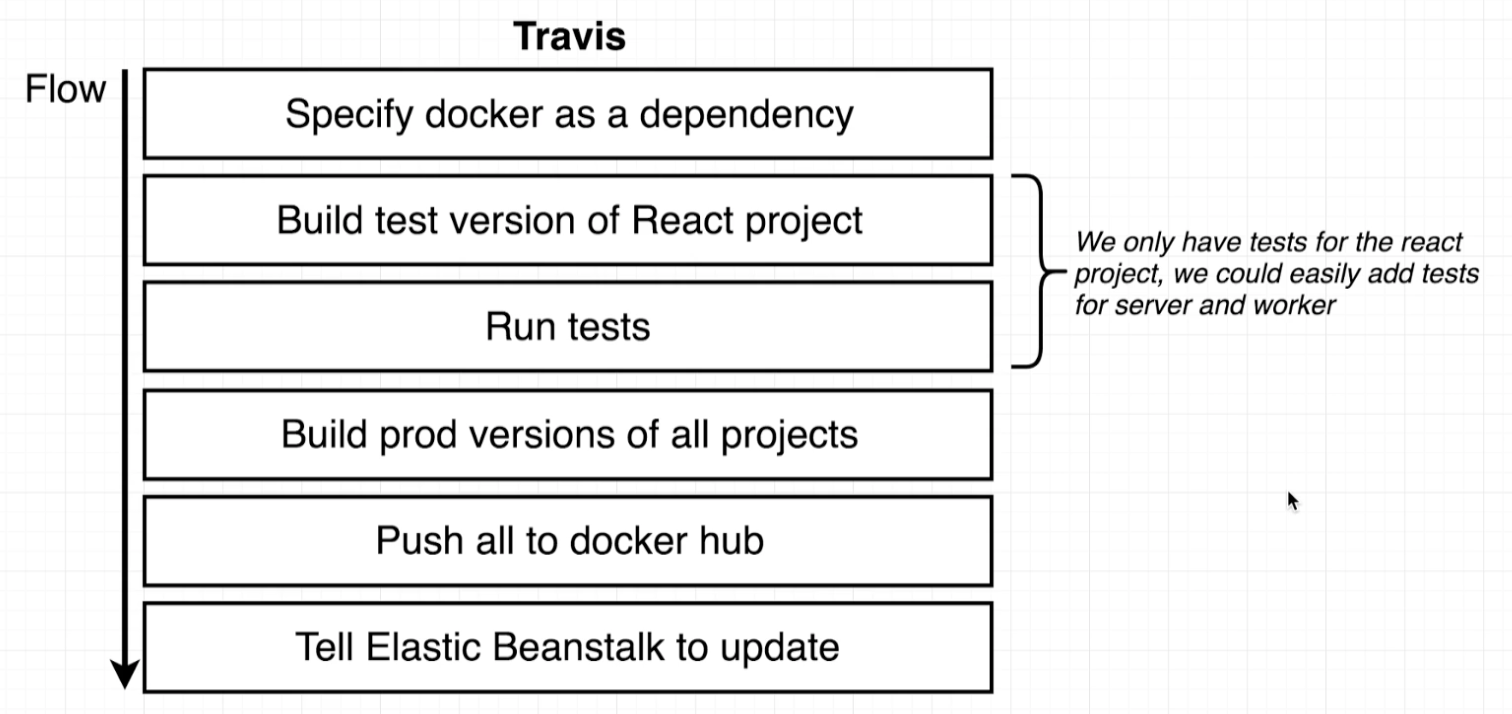 Travis
Flow
Specify docker as a dependency
Build test version of React project
We only have tests for the react
project, we could easily add tests
for server and worker
Run tests
Build prod versions of all projects
Push all to docker hub
Tell Elastic Beanstalk to update